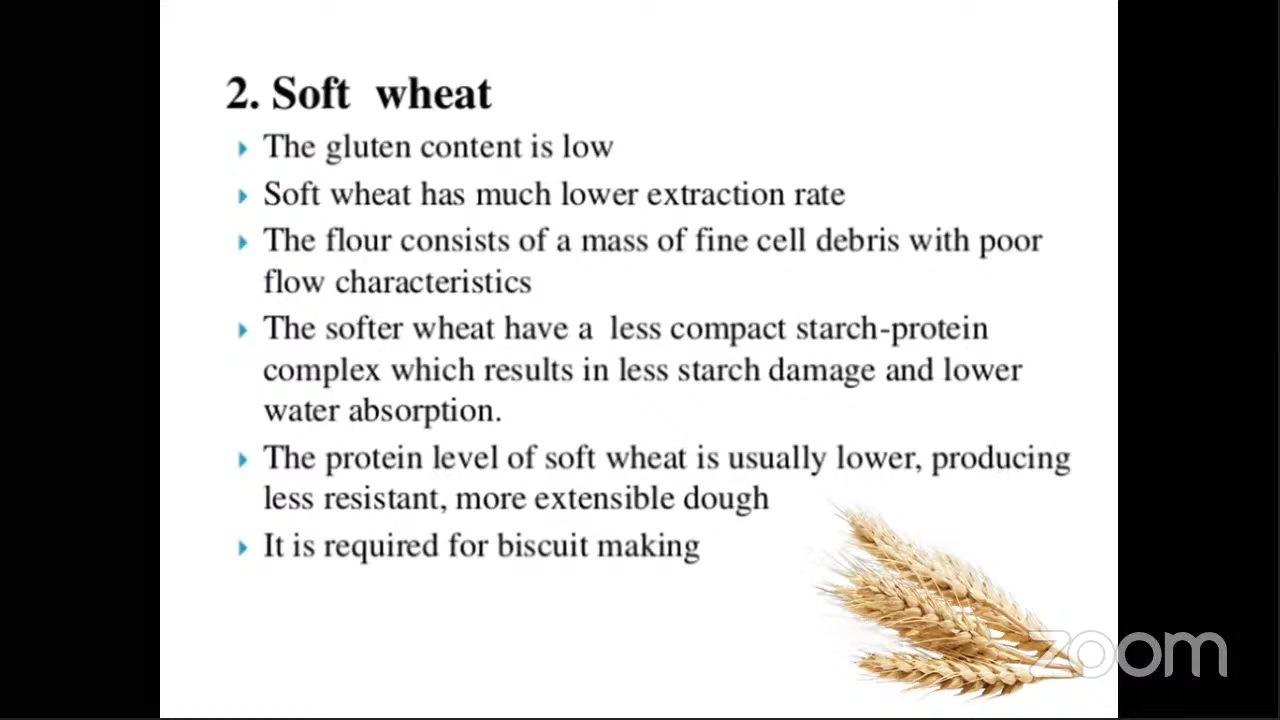 2. Soft wheat
The gluten content is low
Soft wheat has much lower extraction rate
The flour consists of a mass of fine cell debris with poor
flow characteristics
The softer wheat have a less compact starch-protein
complex which results in less starch damage and lower
water absorption.
The protein level of soft wheat is usually lower, producing
less resistant, more extensible dough
It is required for biscuit making
zoom